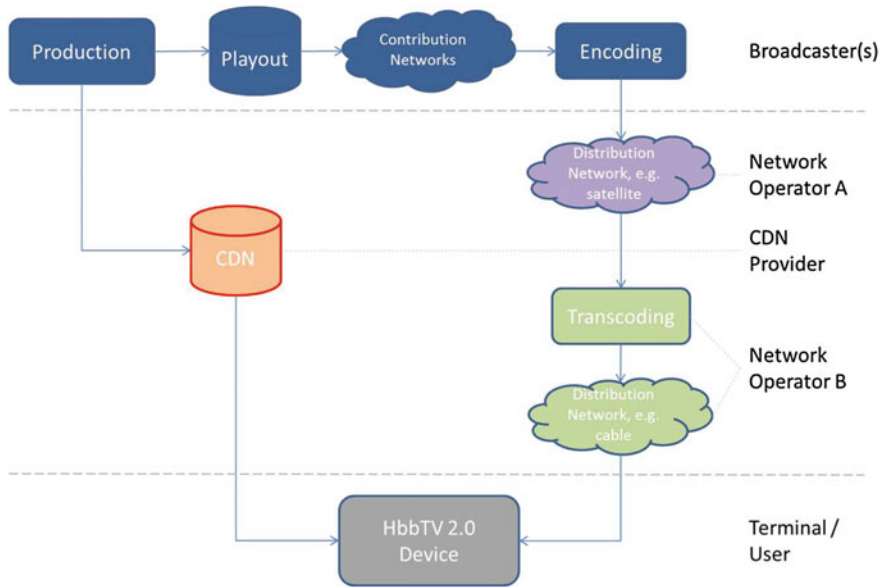 Production
Playout
Contribution
Networks
Encoding
Broadcaster(s)
Distribution
Network, e.g.
satellite
Network
Operator A
CDN
CDN
Provider
Transcoding
Network
Operator B
Distribution
Network, e.g.
cable
HbbTV 2.0
Device
Terminal /
User